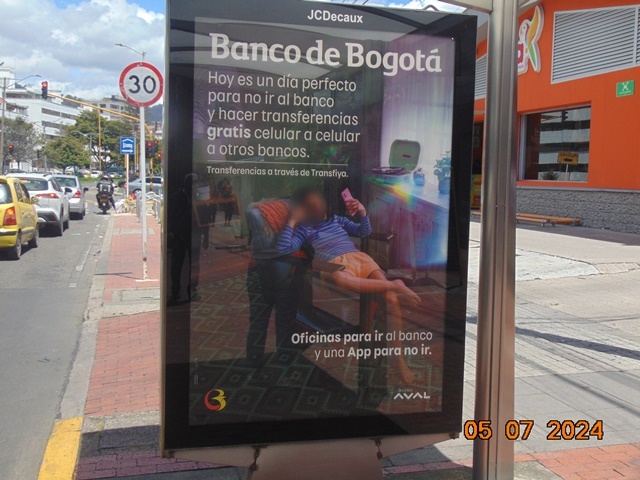 JCDecaux
Banco de Bogotá
Hoy es un día perfecto
para no ir al banco
y hacer transferencias
gratis celular a celular
a otros bancos.
Transferencias a través de Transfiya.
30
Oficinas para ir al banco
y una App para no ir.
AVAL
05 07 2024